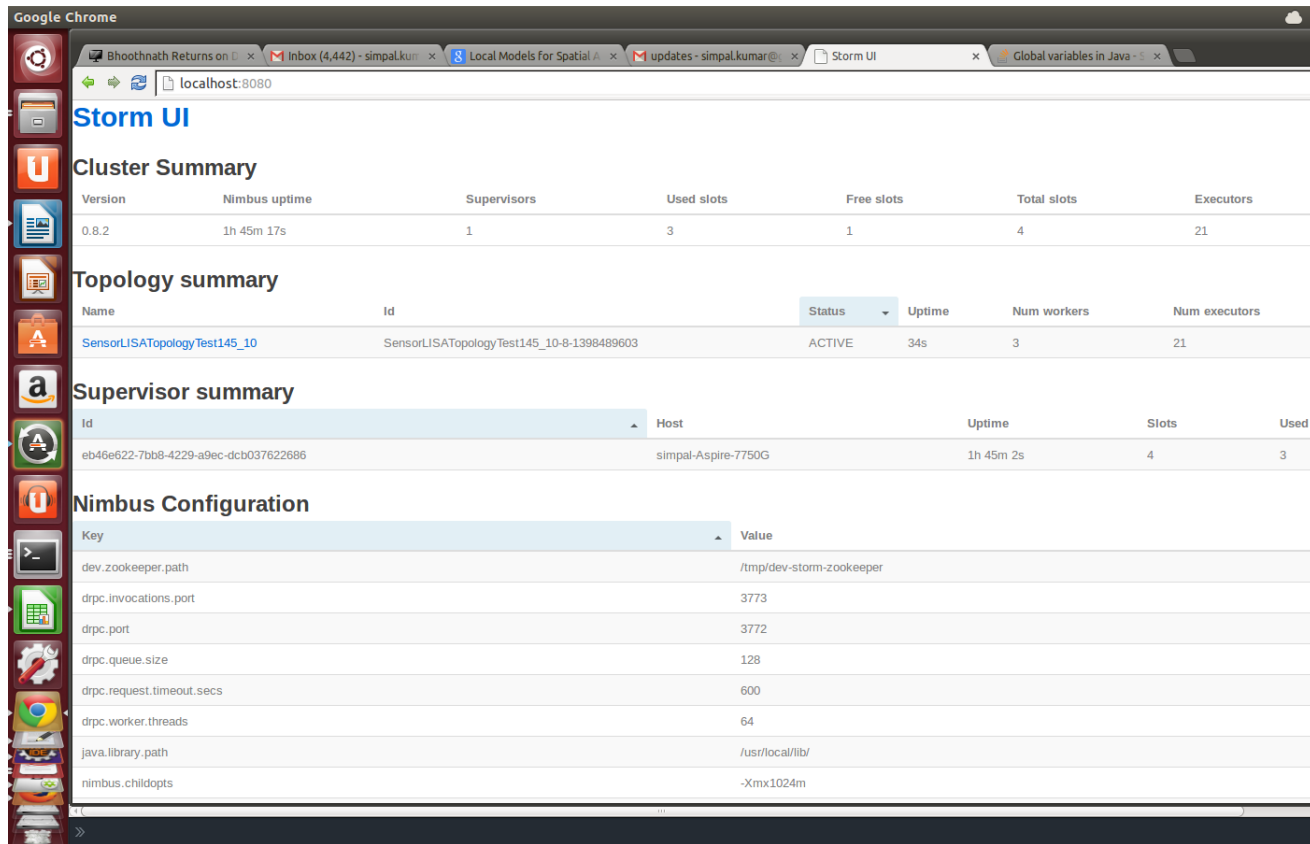 Google Chrome
Bhoothnath Returns on D Inbox (4,442) - simpal.kum Local Models for Spatial A updates - simpal.kumar@g Storm UI Global variables in Java - S
localhost:8080
Storm UI
Cluster Summary
Version Nimbus uptime Supervisors Used slots Free slots Total slots Executors
0.8.2 1h 45m 17s 1 3 1 4 21
Topology summary
Name Id Status Uptime Num workers Num executors
SensorLISATopologyTest145_10 SensorLISATopologyTest145_10-8-1398489603 ACTIVE 34s 3 21
Supervisor summary
Id Host Uptime Slots Used
eb46e622-7bb8-4229-a9ec-dcb037622686 simpal-Aspire-7750G 1h 45m 2s 4 3
Nimbus Configuration
Key Value
dev.zookeeper.path /tmp/dev-storm-zookeeper
drpc.invocations.port 3773
drpc.port 3772
drpc.queue.size 128
drpc.request.timeout.secs 600
drpc.worker.threads 64
java.library.path /usr/local/lib/
nimbus.childopts -Xmx1024m